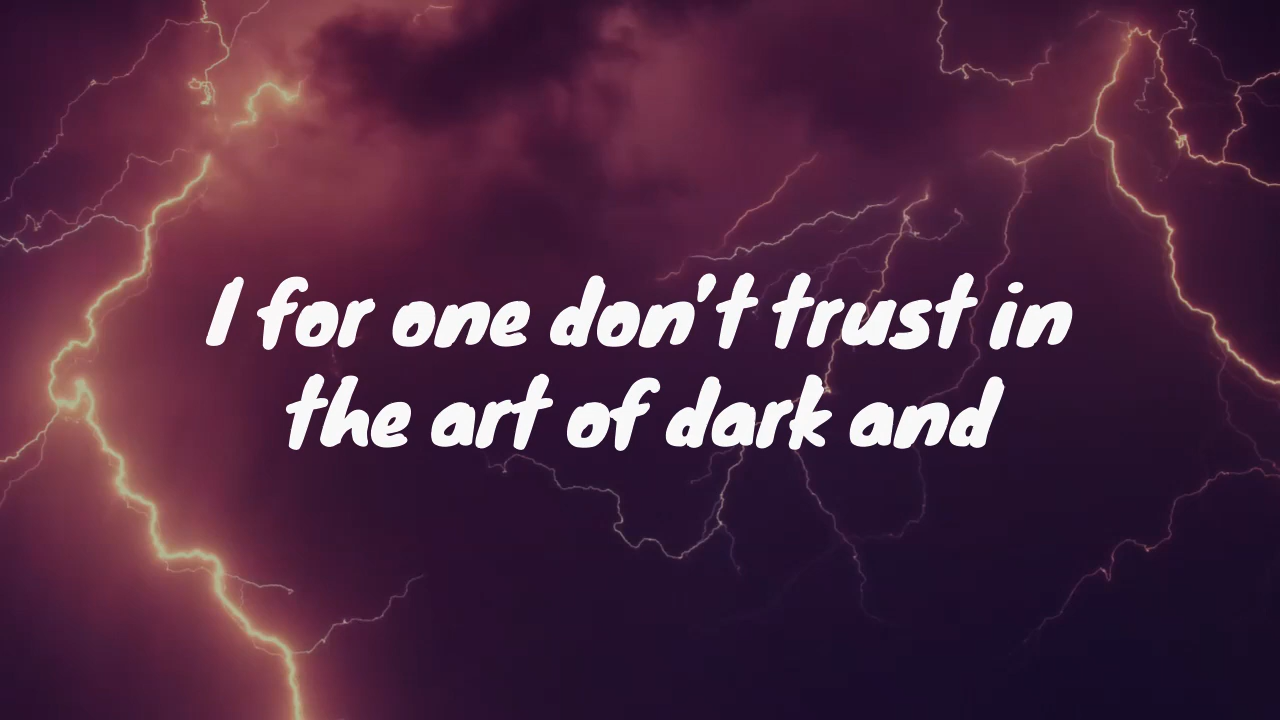 I for one don't trust in
the art of dark and